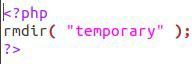 <?php
rmdir( "temporary" );
?>